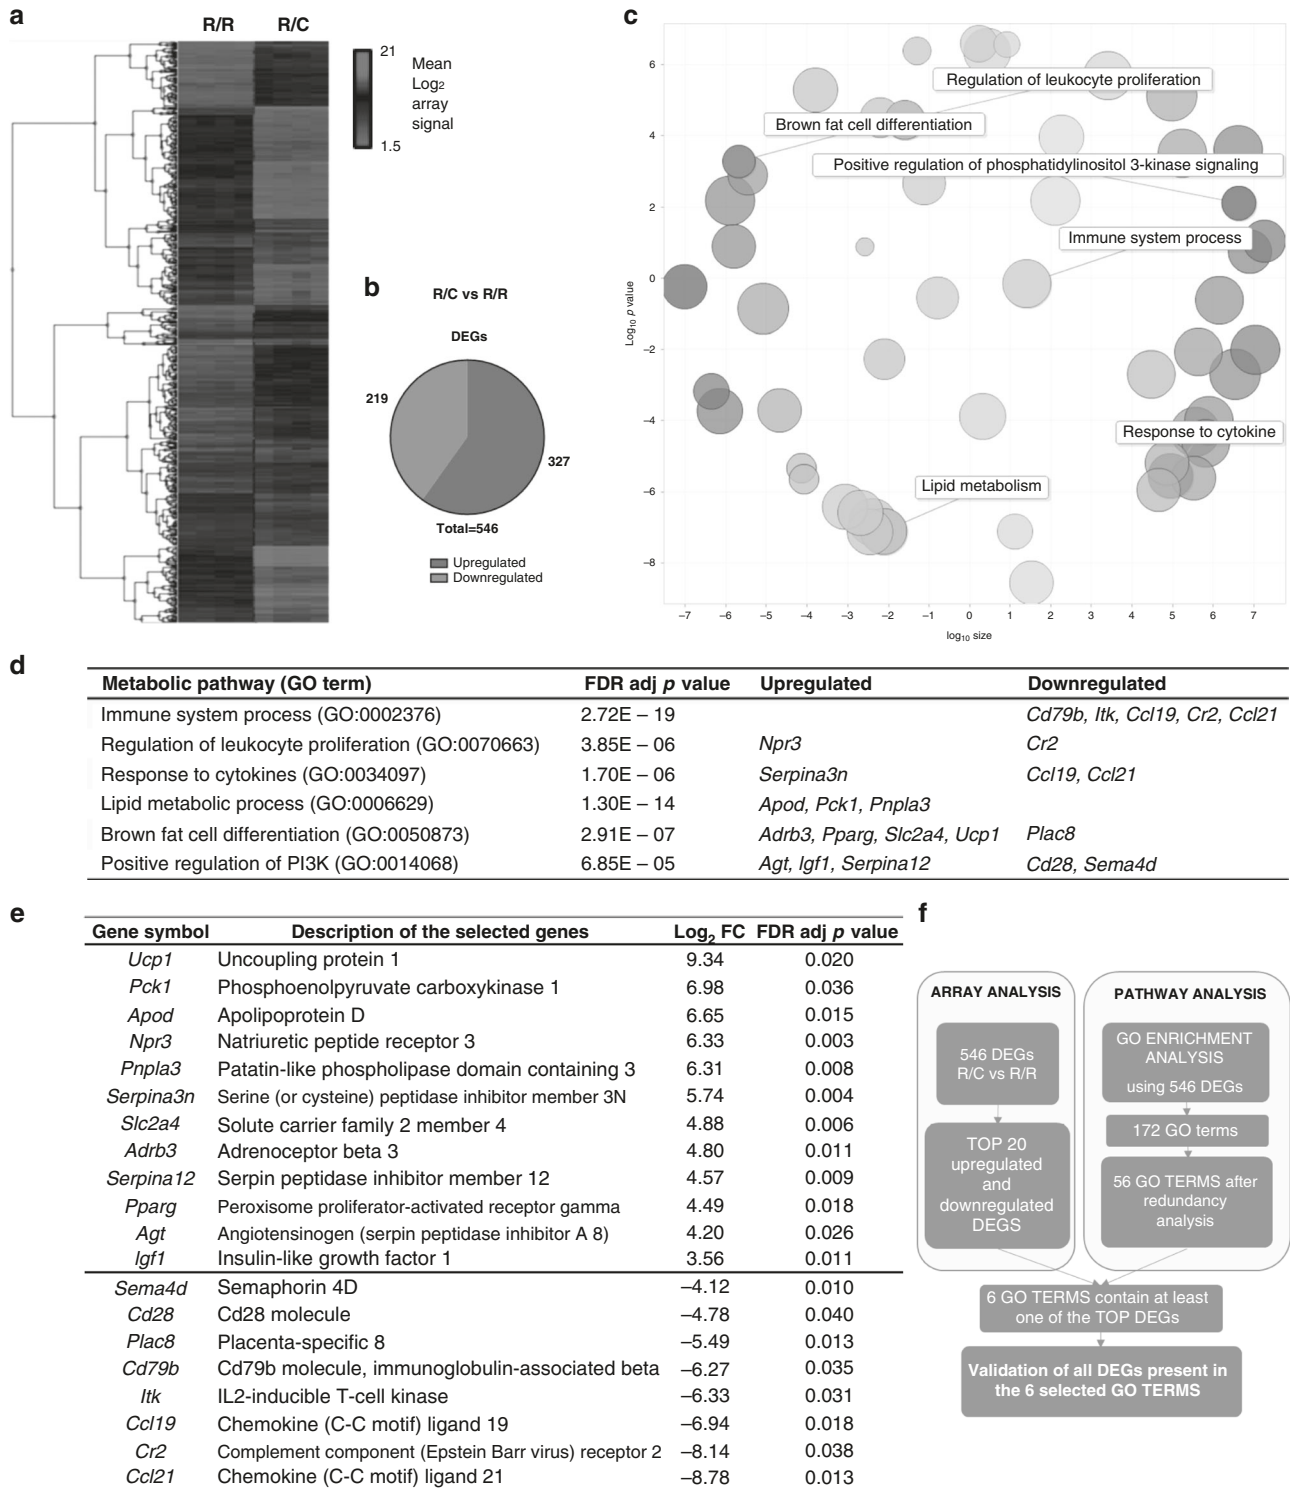 a
R/R R/C
21
Mean
Log2
array
signal
1.5
b
R/C vs R/R
DEGs
219
327
Total=546
Upregulated
Downregulated
c
Regulation of leukocyte proliferation
Brown fat cell differentiation
Positive regulation of phosphatidylinositol 3-kinase signaling
Immune system process
Response to cytokine
Lipid metabolism
Log10 p value
6
4
2
0
−2
−4
−6
−8
−7 −6 −5 −4 −3 −2 −1 0 1 2 3 4 5 6 7
log10 size
d
Metabolic pathway (GO term) FDR adj p value Upregulated Downregulated
Immune system process (GO:0002376) 2.72E − 19 Cd79b, Itk, Ccl19, Cr2, Ccl21
Regulation of leukocyte proliferation (GO:0070663) 3.85E − 06 Npr3 Cr2
Response to cytokines (GO:0034097) 1.70E − 06 Serpina3n Ccl19, Ccl21
Lipid metabolic process (GO:0006629) 1.30E − 14 Apod, Pck1, Pnpla3
Brown fat cell differentiation (GO:0050873) 2.91E − 07 Adrb3, Pparg, Slc2a4, Ucp1 Plac8
Positive regulation of PI3K (GO:0014068) 6.85E − 05 Agt, Igf1, Serpina12 Cd28, Sema4d
e
Gene symbol Description of the selected genes Log2 FC FDR adj p value
Ucp1 Uncoupling protein 1 9.34 0.020
Pck1 Phosphoenolpyruvate carboxykinase 1 6.98 0.036
Apod Apolipoprotein D 6.65 0.015
Npr3 Natriuretic peptide receptor 3 6.33 0.003
Pnpla3 Patatin-like phospholipase domain containing 3 6.31 0.008
Serpina3n Serine (or cysteine) peptidase inhibitor member 3N 5.74 0.004
Slc2a4 Solute carrier family 2 member 4 4.88 0.006
Adrb3 Adrenoceptor beta 3 4.80 0.011
Serpina12 Serpin peptidase inhibitor member 12 4.57 0.009
Pparg Peroxisome proliferator-activated receptor gamma 4.49 0.018
Agt Angiotensinogen (serpin peptidase inhibitor A 8) 4.20 0.026
Igf1 Insulin-like growth factor 1 3.56 0.011
Sema4d Semaphorin 4D −4.12 0.010
Cd28 Cd28 molecule −4.78 0.040
Plac8 Placenta-specific 8 −5.49 0.013
Cd79b Cd79b molecule, immunoglobulin-associated beta −6.27 0.035
Itk IL2-inducible T-cell kinase −6.33 0.031
Ccl19 Chemokine (C-C motif) ligand 19 −6.94 0.018
Cr2 Complement component (Epstein Barr virus) receptor 2 −8.14 0.038
Ccl21 Chemokine (C-C motif) ligand 21 −8.78 0.013
f
ARRAY ANALYSIS
546 DEGs
R/C vs R/R
TOP 20
upregulated
and
downregulated
DEGS
PATHWAY ANALYSIS
GO ENRICHMENT
ANALYSIS
using 546 DEGs
172 GO terms
56 GO TERMS after
redundancy
analysis
6 GO TERMS contain at least
one of the TOP DEGs
Validation of all DEGs present in
the 6 selected GO TERMS